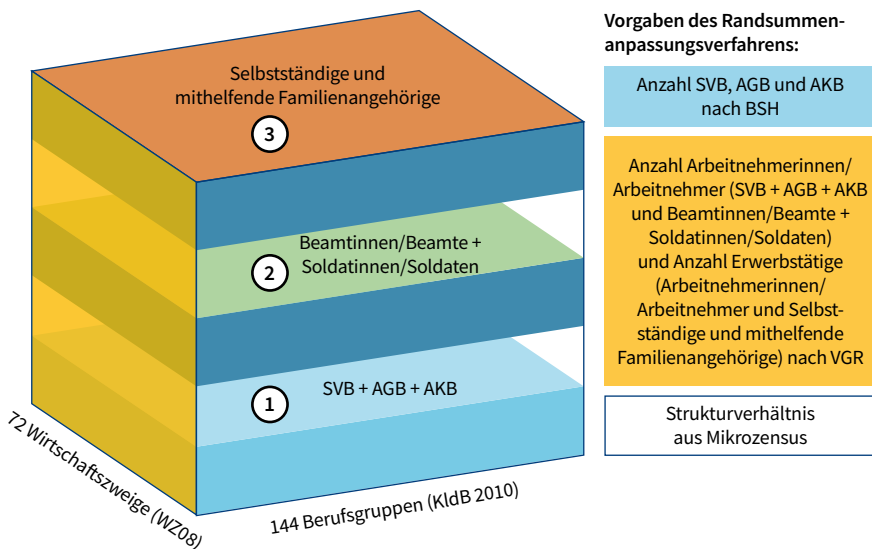 Selbstständige und
mithelfende Familienangehörige
3
Beamtinnen/Beamte +
Soldatinnen/Soldaten
2
SVB + AGB + AKB
1
72 Wirtschaftszweige (WZ08)
144 Berufsgruppen (KldB 2010)
Vorgaben des Randsummen-
anpassungsverfahrens:
Anzahl SVB, AGB und AKB
nach BSH
Anzahl Arbeitnehmerinnen/
Arbeitnehmer (SVB + AGB + AKB
und Beamtinnen/Beamte +
Soldatinnen/Soldaten)
und Anzahl Erwerbstätige
(Arbeitnehmerinnen/
Arbeitnehmer und Selbst-
ständige und mithelfende
Familienangehörige) nach VGR
Strukturverhältnis
aus Mikrozensus